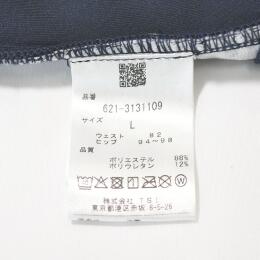 品番
621-3131109
サイズ
L
ウェスト 82
ヒップ 94～98
品質
ポリエステル 88%
ポリウレタン 12%
株式会社 TSI
東京都港区赤坂 8-5-26